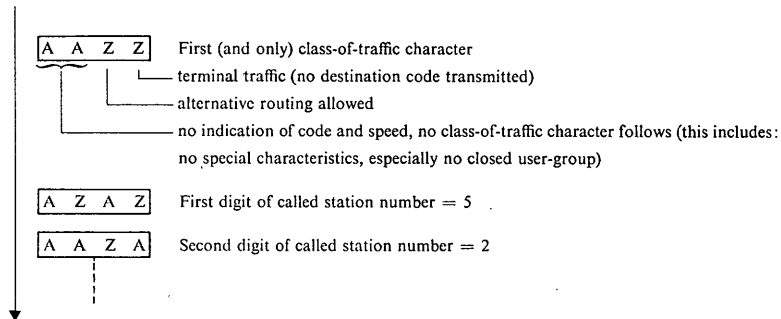 A A Z Z First (and only) class-of-traffic character
terminal traffic (no destination code transmitted)
alternative routing allowed
no indication of code and speed, no class-of-traffic character follows (this includes:
no special characteristics, especially no closed user-group)
A Z A Z First digit of called station number = 5
A A Z A Second digit of called station number = 2